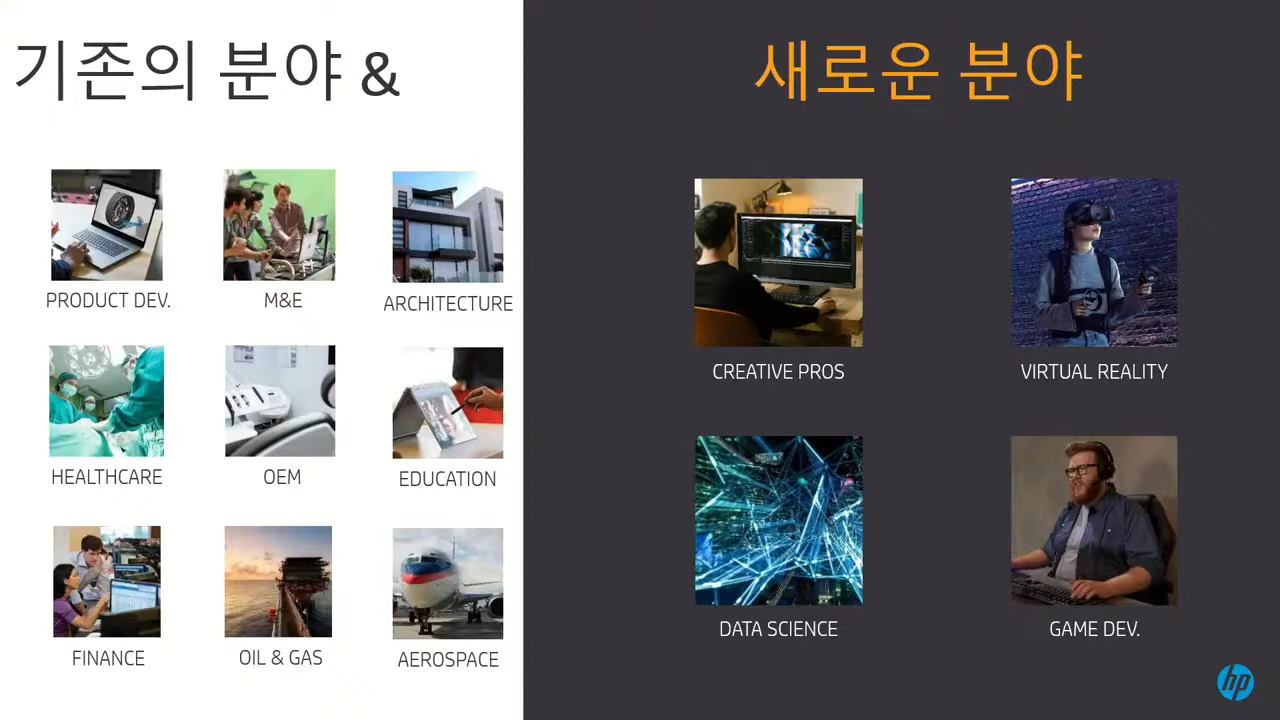 기존의 분야 &
새로운 분야
PRODUCT DEV.
M&E
ARCHITECTURE
HEALTHCARE
OEM
EDUCATION
FINANCE
OIL & GAS
AEROSPACE
CREATIVE PROS
VIRTUAL REALITY
DATA SCIENCE
GAME DEV.
hp